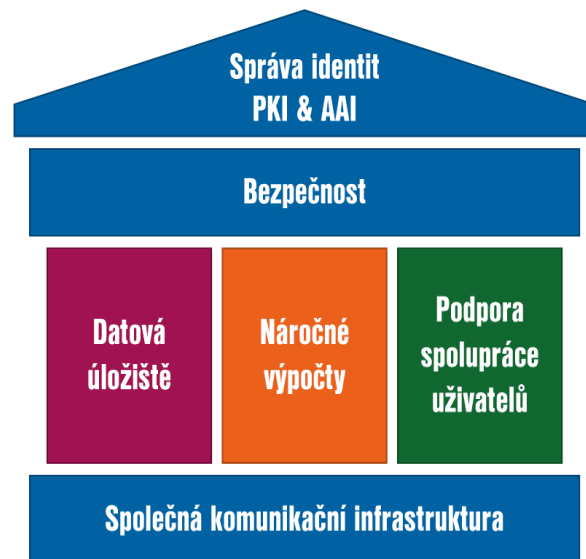 Správa identit
PKI & AAI
Bezpečnost
Datová
úložiště
Náročné
výpočty
Podpora
spolupráce
uživatelů
Společná komunikační infrastruktura